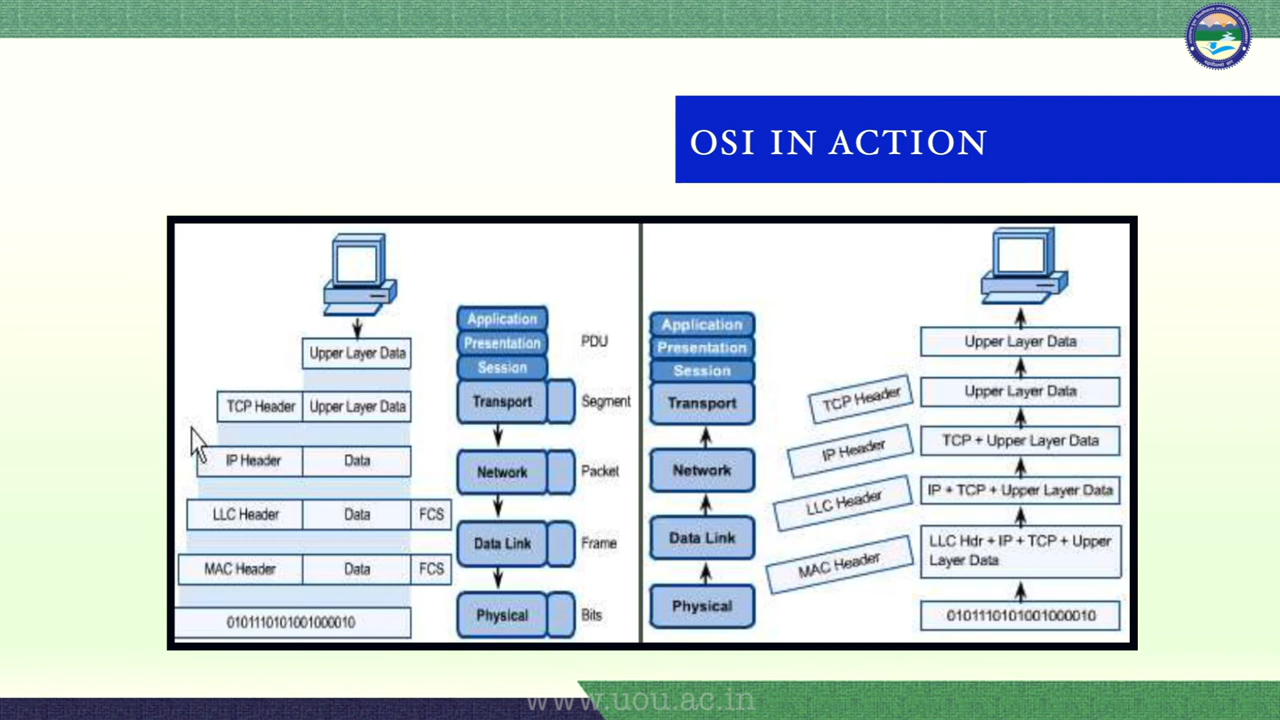 OSI IN ACTION
Upper Layer Data
TCP Header Upper Layer Data
IP Header Data
LLC Header Data FCS
MAC Header Data FCS
0101110101001000010
Application
Presentation
Session
Transport
Network
Data Link
Physical
PDU
Segment
Packet
Frame
Bits
Application
Presentation
Session
Transport
Network
Data Link
Physical
TCP Header
IP Header
LLC Header
MAC Header
Upper Layer Data
Upper Layer Data
TCP + Upper Layer Data
IP + TCP + Upper Layer Data
LLC Hdr + IP + TCP + Upper
Layer Data
0101110101001000010
www.uou.ac.in